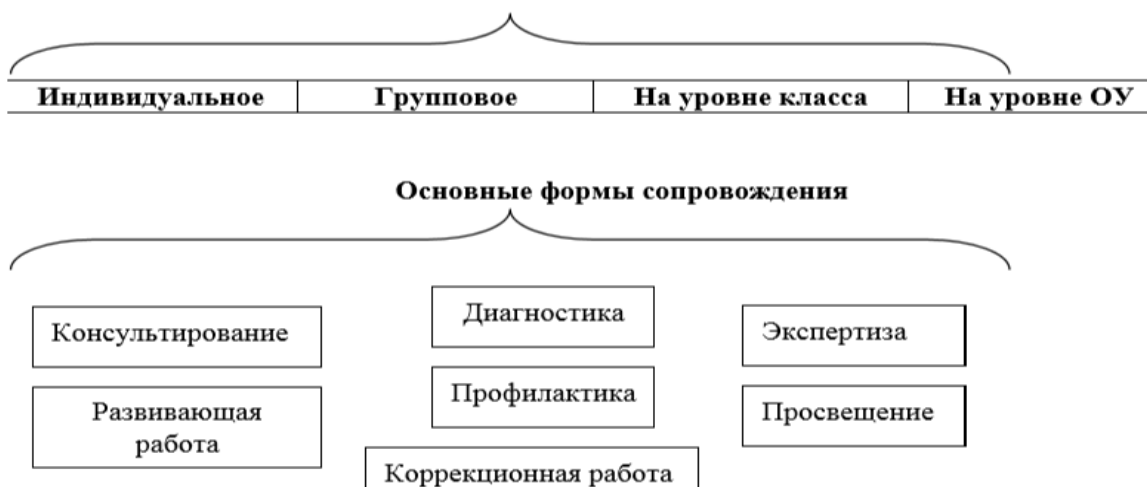 Индивидуальное Групповое На уровне класса На уровне ОУ
Основные формы сопровождения
Консультирование
Развивающая
работа
Диагностика
Профилактика
Коррекционная работа
Экспертиза
Просвещение